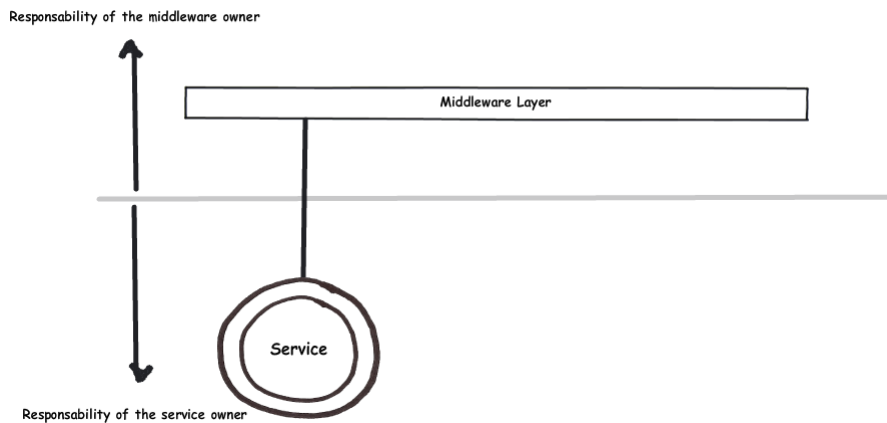 Responsability of the middleware owner
Middleware Layer
Service
Responsability of the service owner